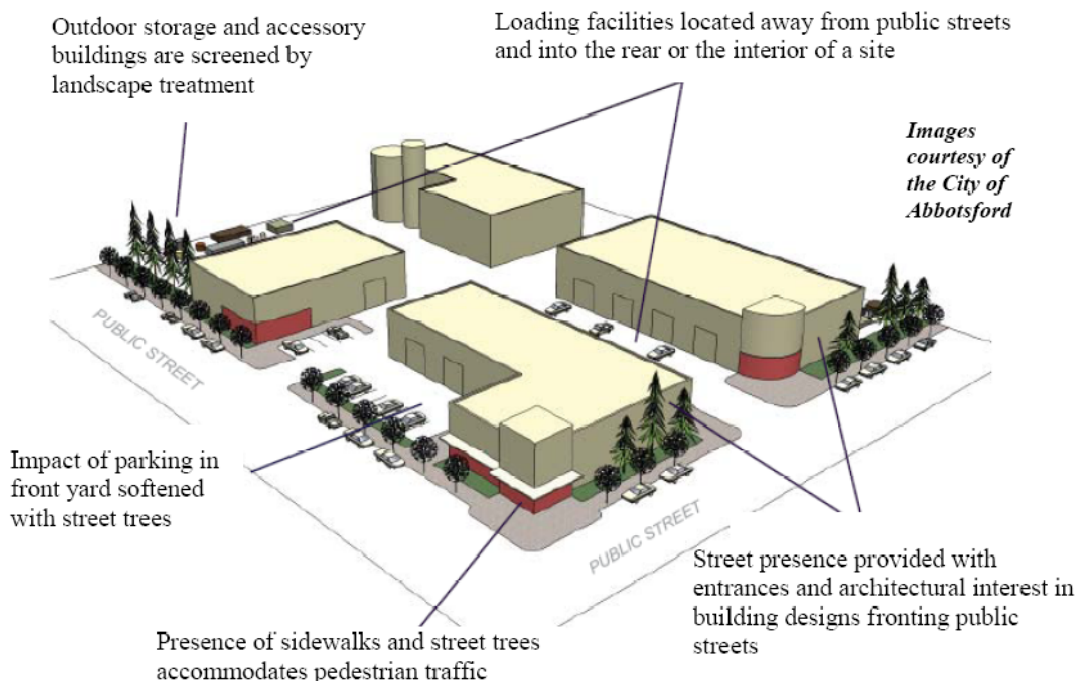 Outdoor storage and accessory
buildings are screened by
landscape treatment
Loading facilities located away from public streets
and into the rear or the interior of a site
Images
courtesy of
the City of
Abbotsford
PUBLIC STREET
Impact of parking in
front yard softened
with street trees
PUBLIC STREET
Street presence provided with
entrances and architectural interest in
building designs fronting public
streets
Presence of sidewalks and street trees
accommodates pedestrian traffic